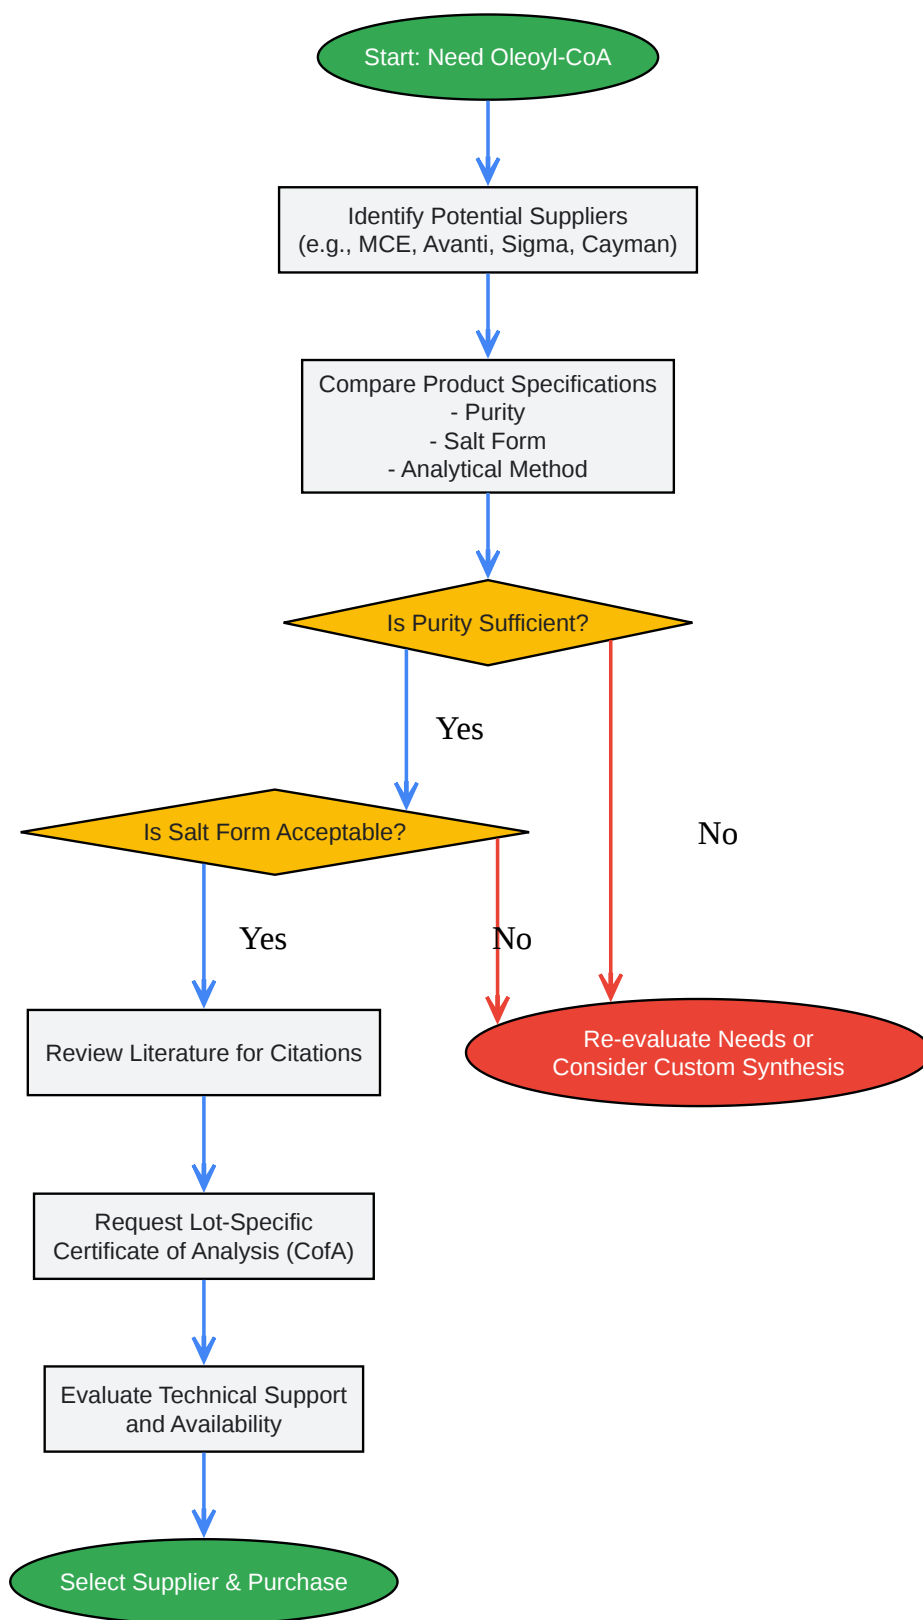 Start: Need Oleoyl-CoA
Identify Potential Suppliers
(e.g., MCE, Avanti, Sigma, Cayman)
Compare Product Specifications
- Purity
- Salt Form
- Analytical Method
Is Purity Sufficient?
Yes
No
Is Salt Form Acceptable?
Yes
No
Review Literature for Citations
Re-evaluate Needs or
Consider Custom Synthesis
Request Lot-Specific
Certificate of Analysis (CofA)
Evaluate Technical Support
and Availability
Select Supplier & Purchase